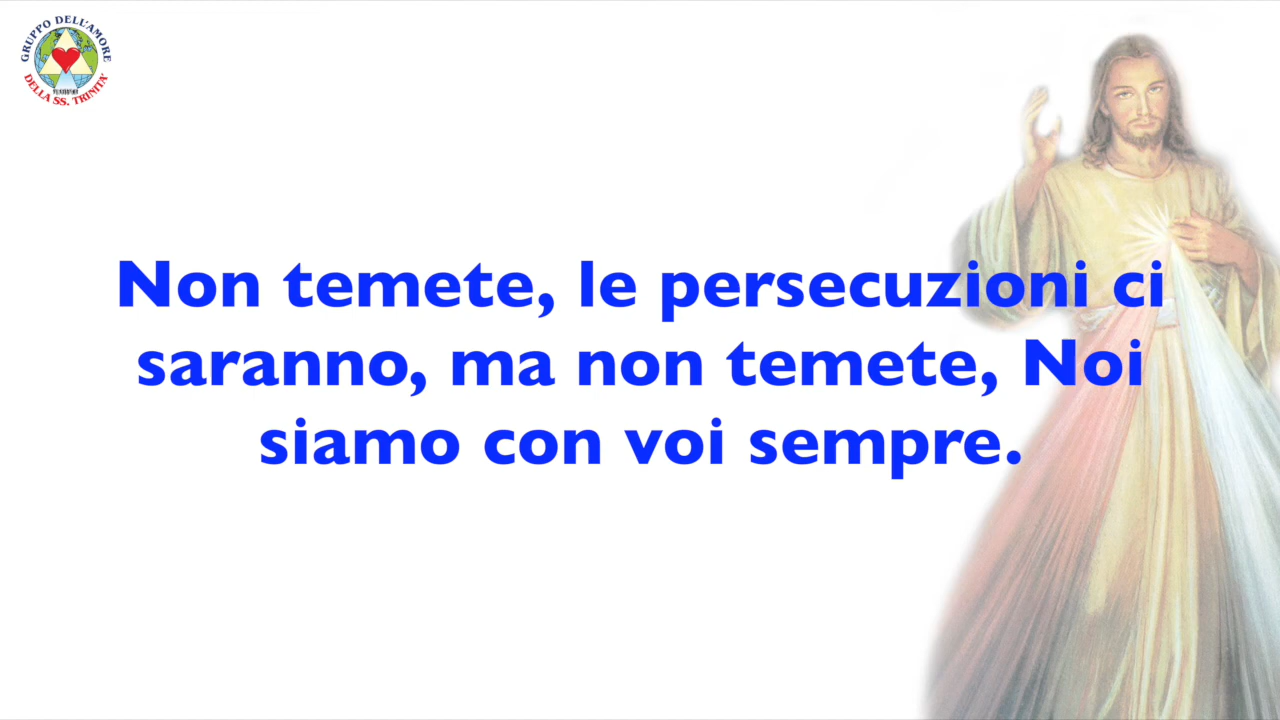 GRUPPO DELL'AMORE
DELLA SS. TRINITA'
Non temete, le persecuzioni ci
saranno, ma non temete, Noi
siamo con voi sempre.